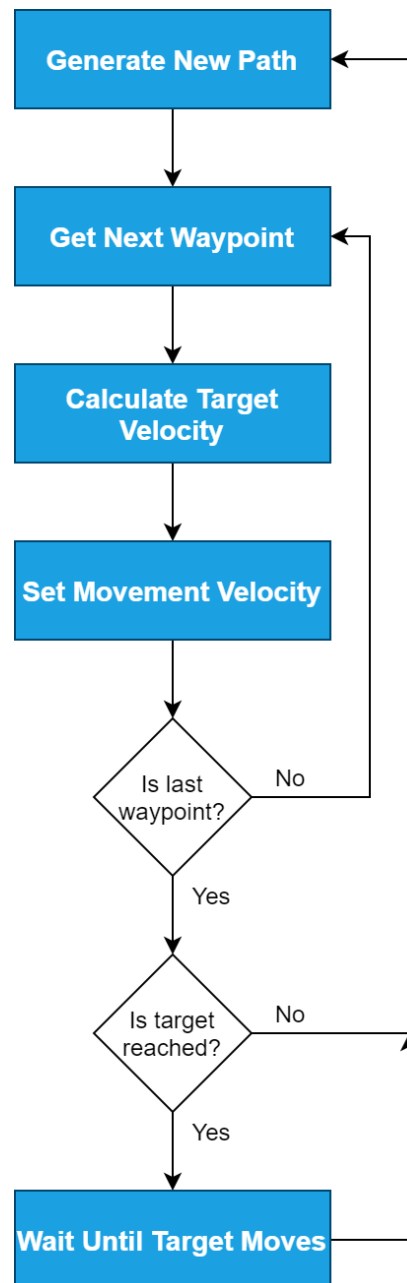 Generate New Path
Get Next Waypoint
Calculate Target
Velocity
Set Movement Velocity
Is last
waypoint?
No
Yes
Is target
reached?
No
Yes
Wait Until Target Moves